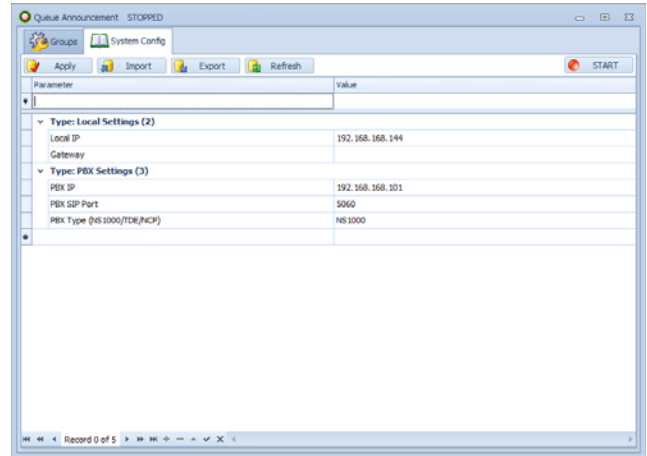 Queue Announcement STOPPED
Groups System Config
Apply Import Export Refresh START
Parameter Value
Type: Local Settings (2)
Local IP 192.168.168.144
Gateway
Type: PBX Settings (3)
PBX IP 192.168.168.101
PBX SIP Port 5060
PBX Type (NS1000/TDE/NCP) NS1000
Record 0 of 5